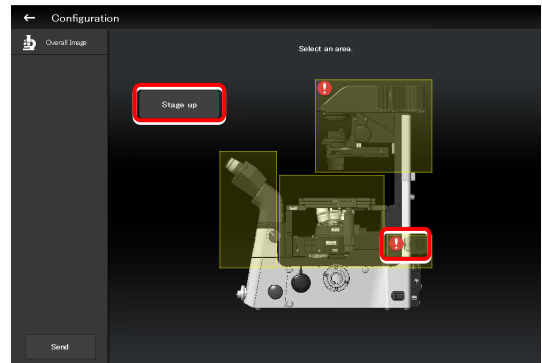 Configuration
Overall Image
Select an area.
Stage up
Send